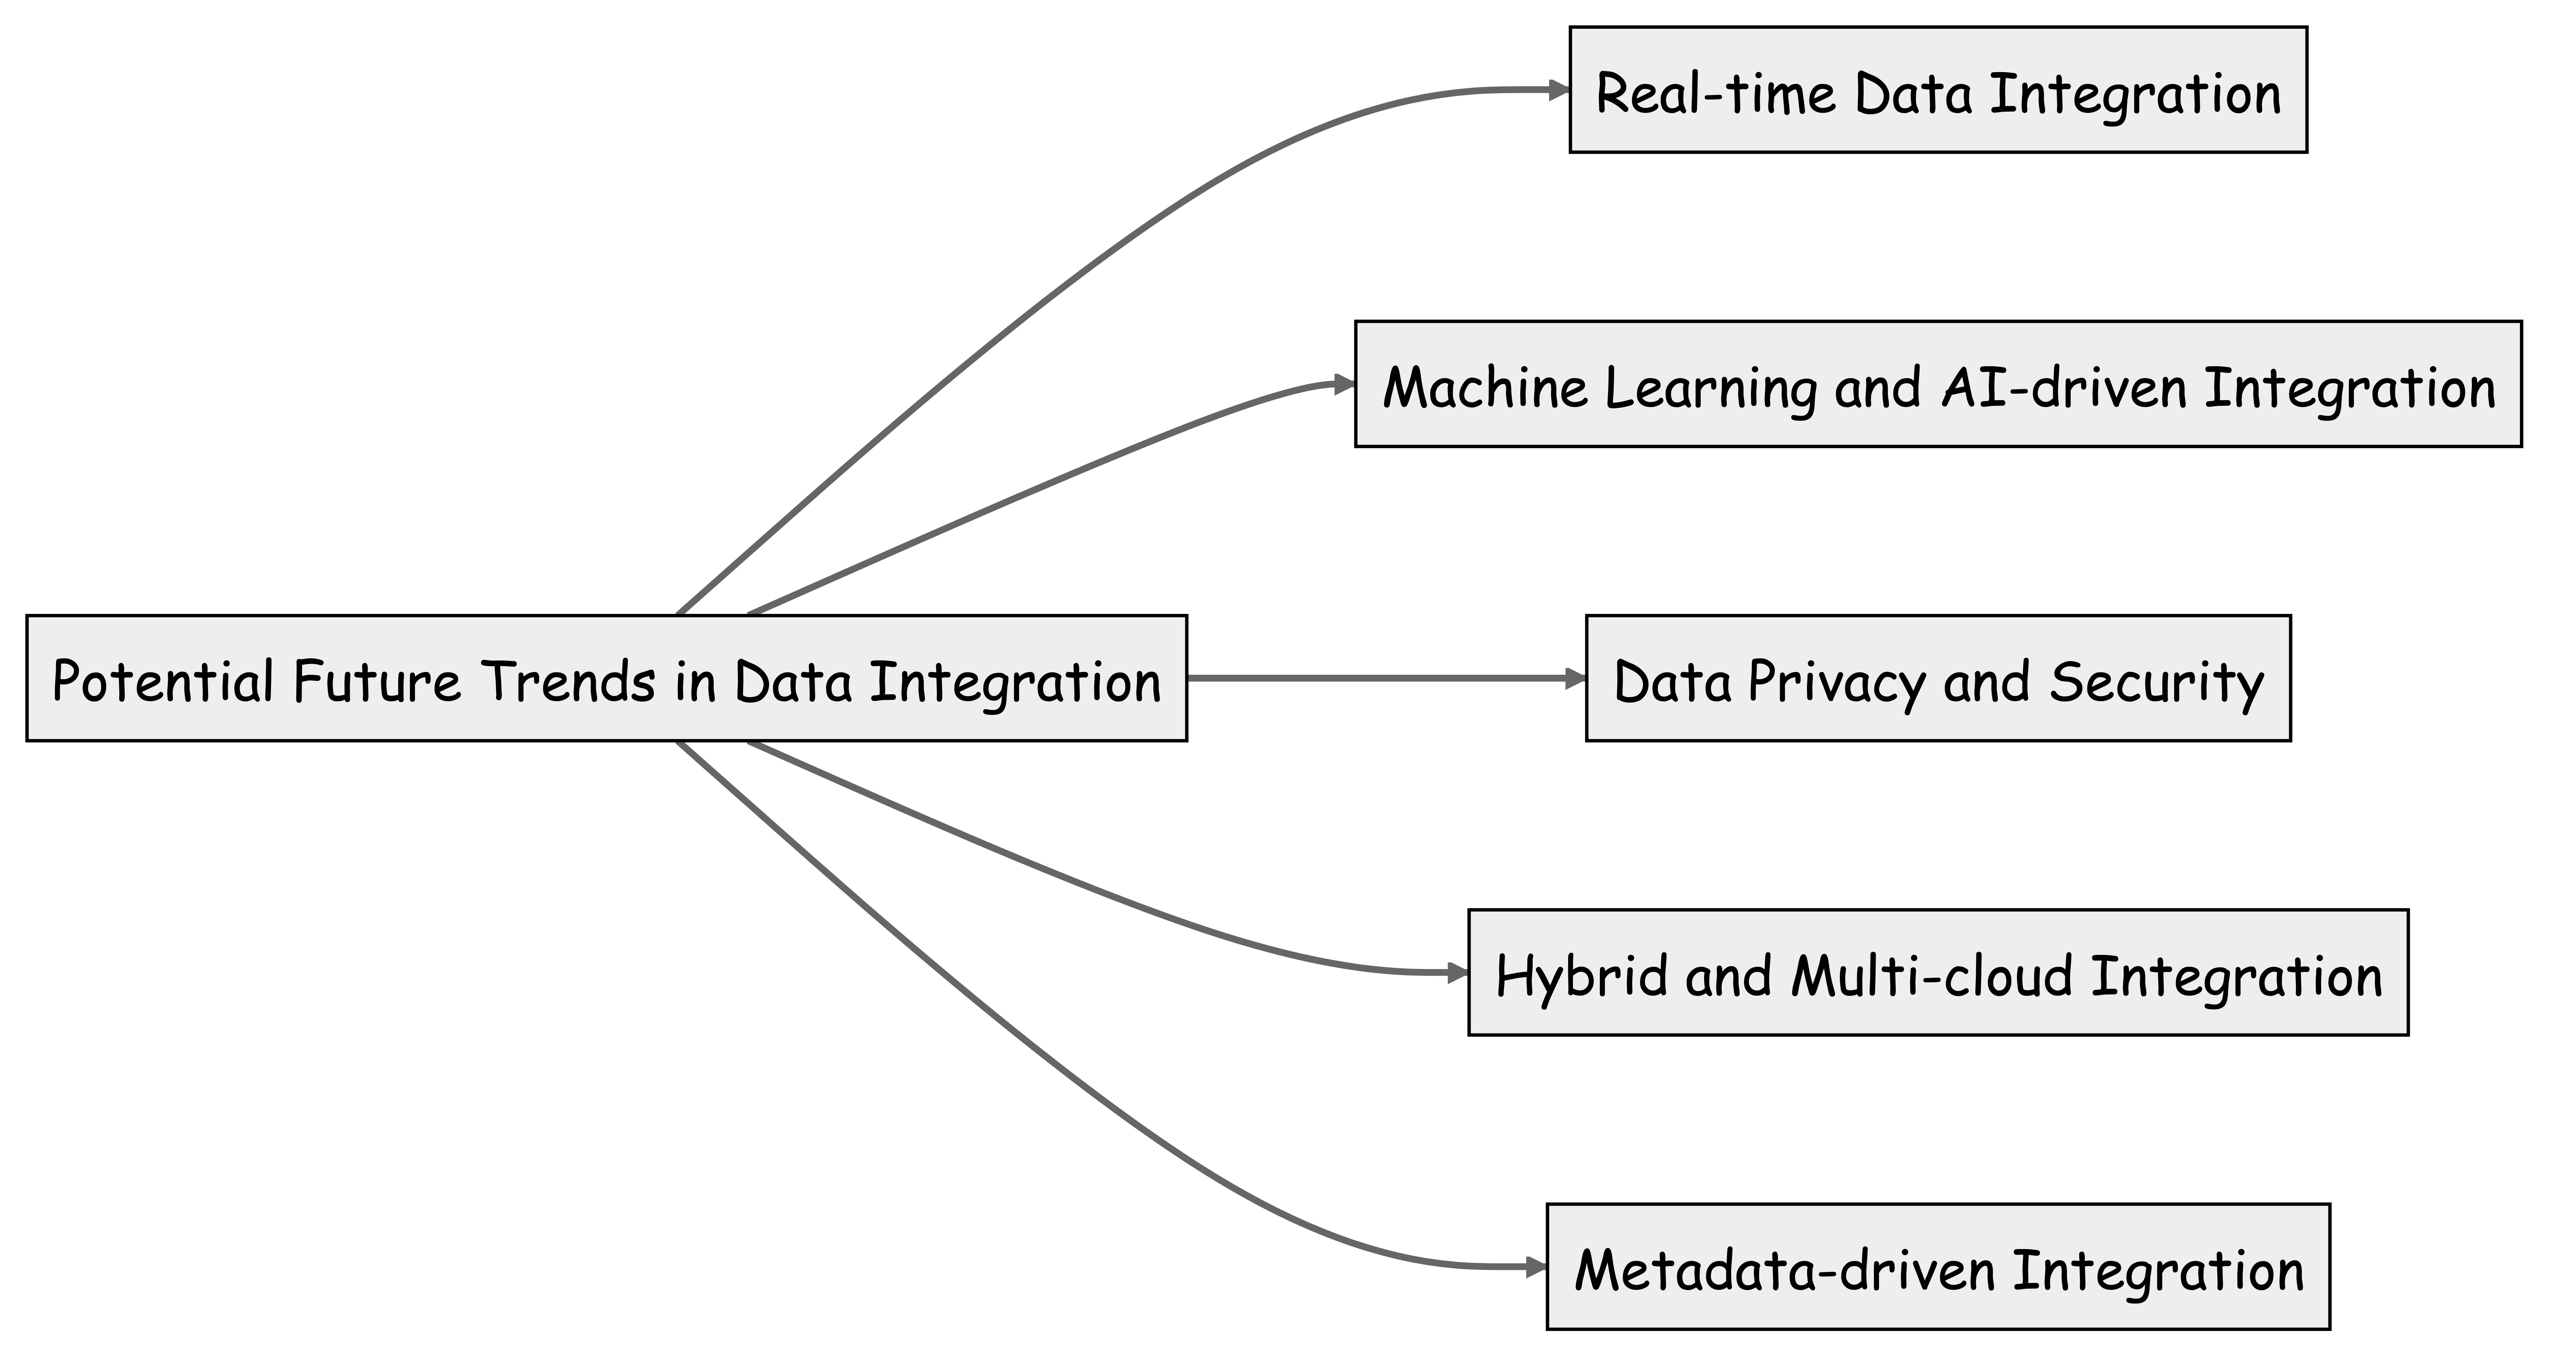 Real-time Data Integration
Machine Learning and AI-driven Integration
Potential Future Trends in Data Integration
Data Privacy and Security
Hybrid and Multi-cloud Integration
Metadata-driven Integration